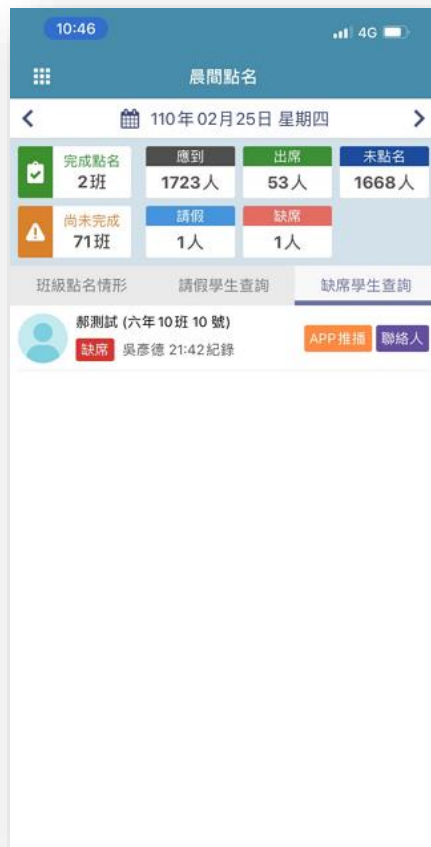 10:46 4G
晨間點名
110年02月25日 星期四
完成點名 應到 出席 未點名
2班 1723人 53人 1668人
尚未完成 請假 缺席
71班 1人 1人
班級點名情形 請假學生查詢 缺席學生查詢
郝測試 (六年10班 10 號)
缺席 吳彥德 21:42紀錄 APP推播 聯絡人